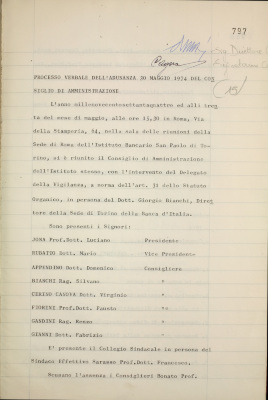 797
PROCESSO VERBALE DELL'ADUNANZA 30 MAGGIO 1974 DEL CON
SIGLIO DI AMMINISTRAZIONE
L'anno millenovecentosettantaquattro ed alli tren
ta del mese di maggio, alle ore 15,30 in Roma, Via
della Stamperia, 64, nella sala delle riunioni della
Sede di Roma dell'Istituto Bancario San Paolo di To-
rino, si è riunito il Consiglio di Amministrazione
dell'Istituto stesso, con l'intervento del Delegato
della Vigilanza, a norma dell'art. 31 dello Statuto
Organico, in persona del Dott. Giorgio Bianchi, Diret
tore della Sede di Torino della Banca d'Italia.
Sono presenti i Signori:
JONA Prof.Dott. Luciano Presidente
RUBATTO Dott. Mario Vice Presidente
APPENDINO Dott. Domenico Consigliere
BIANCHI Rag. Silvano "
CERINO CANOVA Dott. Virginio "
FIORINI Prof.Dott. Fausto "
GANDINI Rag. Renzo "
GIANNI Dott. Fabrizio "
E' presente il Collegio Sindacale in persona del
Sindaco Effettivo Varasso Prof.Dott. Francesco.
Scusano l'assenza i Consiglieri Donato Prof.